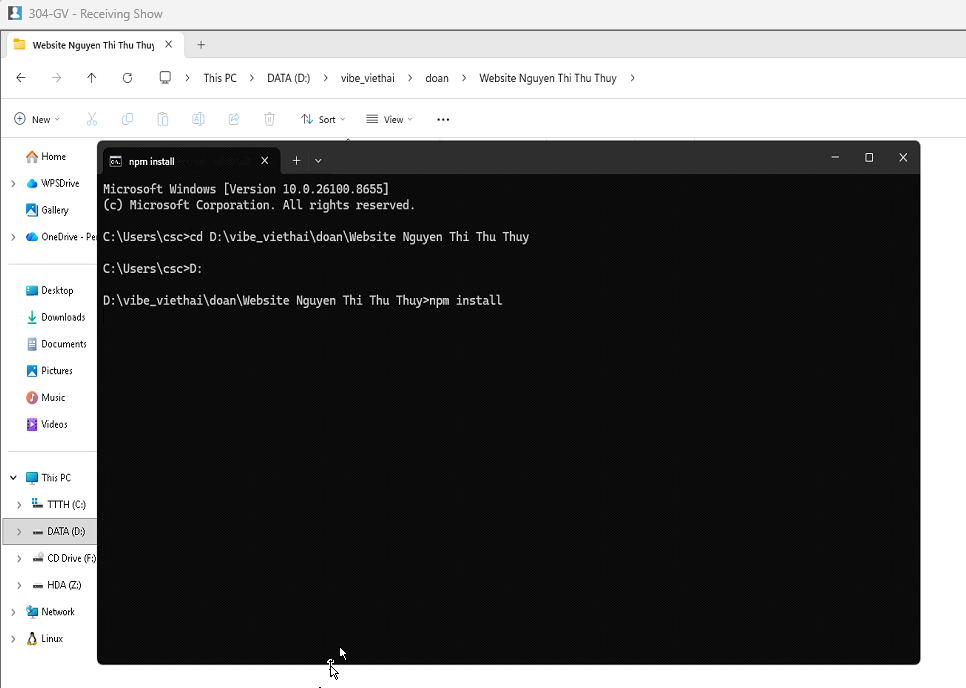 304-GV - Receiving Show
Website Nguyen Thi Thu Thuy
This PC > DATA (D:) > vibe_viethai > doan > Website Nguyen Thi Thu Thuy >
New Sort View ...
Home
WPSDrive
Gallery
OneDrive - Per
Desktop
Downloads
Documents
Pictures
Music
Videos
This PC
TTTH (C:)
DATA (D:)
CD Drive (F:)
HDA (Z:)
Network
Linux
npm install
Microsoft Windows [Version 10.0.26100.8655]
(c) Microsoft Corporation. All rights reserved.
C:\Users\csc>cd D:\vibe_viethai\doan\Website Nguyen Thi Thu Thuy
C:\Users\csc>D:
D:\vibe_viethai\doan\Website Nguyen Thi Thu Thuy>npm install